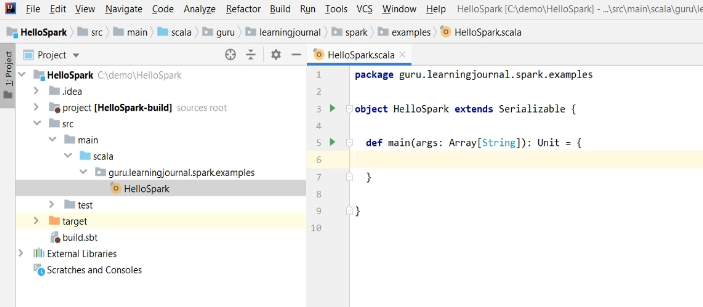 File Edit View Navigate Code Analyze Refactor Build Run Tools VCS Window Help HelloSpark [C:\demo\HelloSpark] - ...\src\main\scala\guru\le
HelloSpark src main scala guru learningjournal spark examples HelloSpark.scala
1: Project
Project
HelloSpark C:\demo\HelloSpark
.idea
project [HelloSpark-build] sources root
src
main
scala
guru.learningjournal.spark.examples
HelloSpark
test
target
build.sbt
External Libraries
Scratches and Consoles
HelloSpark.scala
1 package guru.learningjournal.spark.examples
2
3 object HelloSpark extends Serializable {
4
5 def main(args: Array[String]): Unit = {
6
7 }
8
9 }
10